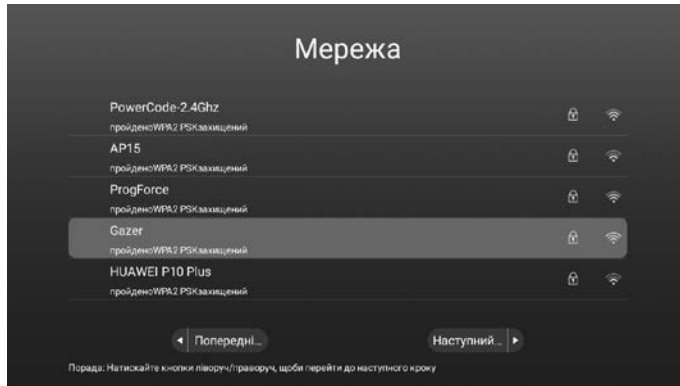 Мережа
PowerCode-2.4Ghz
пройденоWPA2 PSKзахищений
AP15
пройденоWPA2 PSKзахищений
ProgForce
пройденоWPA2 PSKзахищений
Gazer
пройденоWPA2 PSKзахищений
HUAWEI P10 Plus
пройденоWPA2 PSKзахищений
Попередні... Наступний...
Порада: Натискайте кнопки ліворуч/праворуч, щоби перейти до наступного кроку